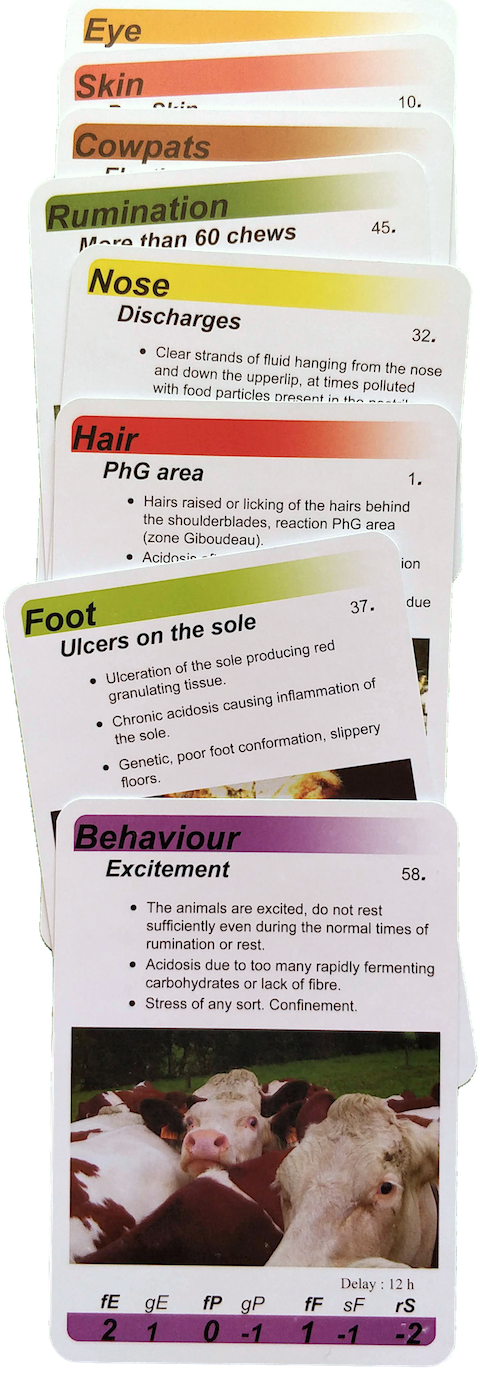 Eye
Skin
10.
Cowpats
Rumination
More than 60 chews
45.
Nose
Discharges
32.
• Clear strands of fluid hanging from the nose
and down the upperlip, at times polluted
with food particles present in the
Hair
PhG area
1.
• Hairs raised or licking of the hairs behind
the shoulderblades, reaction PhG area
(zone Giboudeau).
• Acidosis
due
Foot
Ulcers on the sole
37.
• Ulceration of the sole producing red
granulating tissue.
• Chronic acidosis causing inflammation of
the sole.
• Genetic, poor foot conformation, slippery
floors.
Behaviour
Excitement
58.
• The animals are excited, do not rest
sufficiently even during the normal times of
rumination or rest.
• Acidosis due to too many rapidly fermenting
carbohydrates or lack of fibre.
• Stress of any sort. Confinement.
Delay : 12 h
fE gE fP gP fF sF rS
2 1 0 -1 1 -1 -2